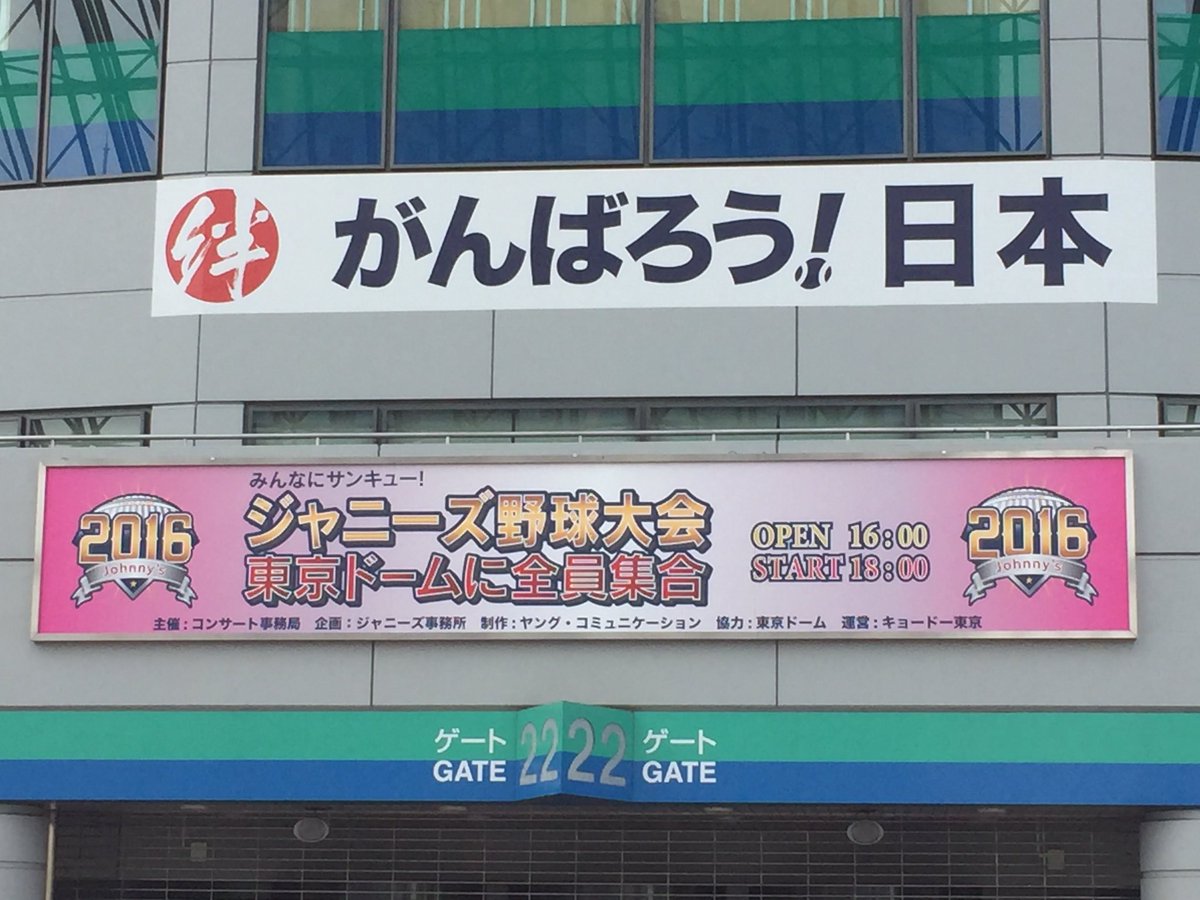 絆 がんばろう! 日本
みんなにサンキュー!
2016 Johnny's
ジャニーズ野球大会
東京ドームに全員集合
OPEN 16:00
START 18:00
2016 Johnny's
主催:コンサート事務局 企画:ジャニーズ事務所 制作:ヤング・コミュニケーション 協力:東京ドーム 運営:キョードー東京
ゲート 22 22 ゲート
GATE GATE